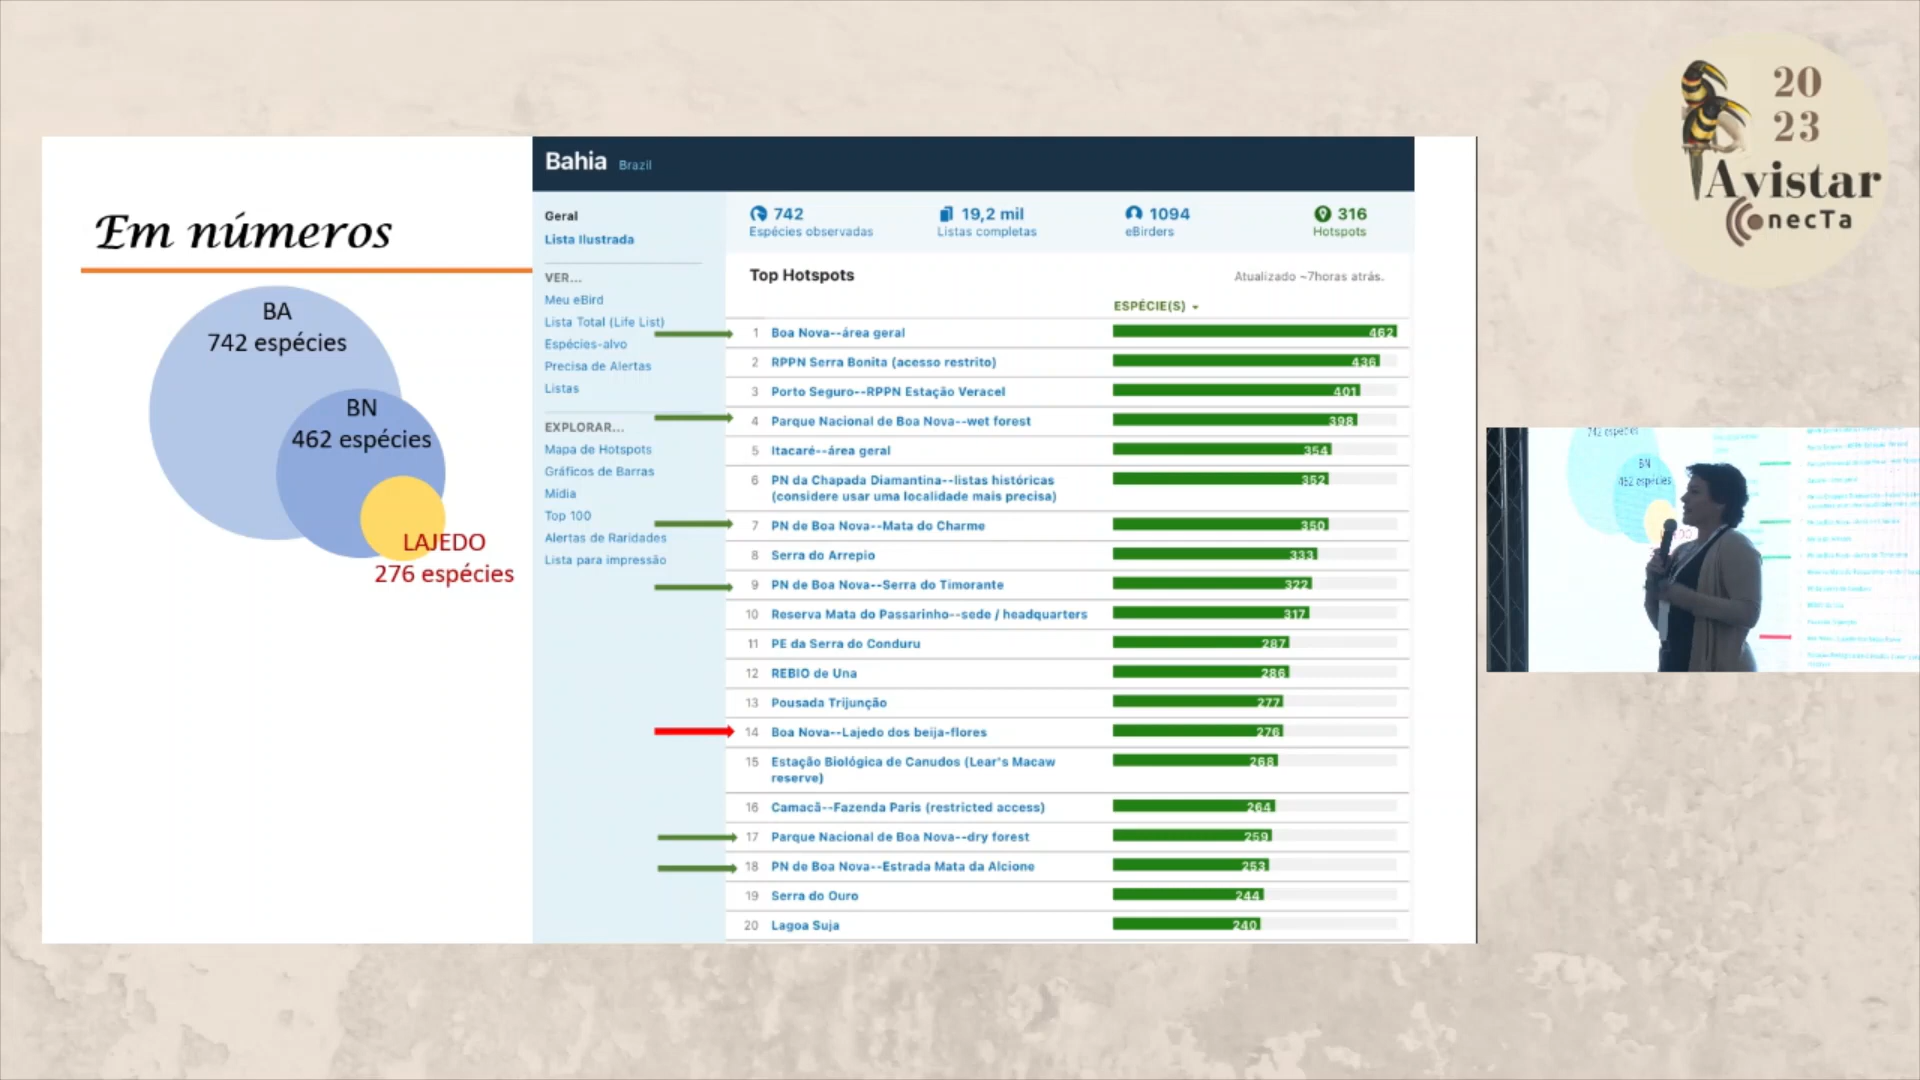 20
23
Avistar
ConecTa
Em números
BA
742 espécies
BN
462 espécies
LAJEDO
276 espécies
Bahia Brazil
Geral
Lista Ilustrada
VER...
Meu eBird
Lista Total (Life List)
Espécies-alvo
Precisa de Alertas
Listas
EXPLORAR...
Mapa de Hotspots
Gráficos de Barras
Mídia
Top 100
Alertas de Raridades
Lista para impressão
742
Espécies observadas
19,2 mil
Listas completas
1094
eBirders
316
Hotspots
Top Hotspots
Atualizado ~7horas atrás.
ESPÉCIE(S)
1 Boa Nova--área geral 462
2 RPPN Serra Bonita (acesso restrito) 436
3 Porto Seguro--RPPN Estação Veracel 401
4 Parque Nacional de Boa Nova--wet forest 398
5 Itacaré--área geral 354
6 PN da Chapada Diamantina--listas históricas 352
(considere usar uma localidade mais precisa)
7 PN de Boa Nova--Mata do Charme 350
8 Serra do Arrepio 333
9 PN de Boa Nova--Serra do Timorante 322
10 Reserva Mata do Passarinho--sede / headquarters 317
11 PE da Serra do Conduru 287
12 REBIO de Una 286
13 Pousada Trijunção 277
14 Boa Nova--Lajedo dos beija-flores 276
15 Estação Biológica de Canudos (Lear's Macaw 268
reserve)
16 Camacã--Fazenda Paris (restricted access) 264
17 Parque Nacional de Boa Nova--dry forest 259
18 PN de Boa Nova--Estrada Mata da Alcione 253
19 Serra do Ouro 244
20 Lagoa Suja 240
742 espécies
BN
462 espécies